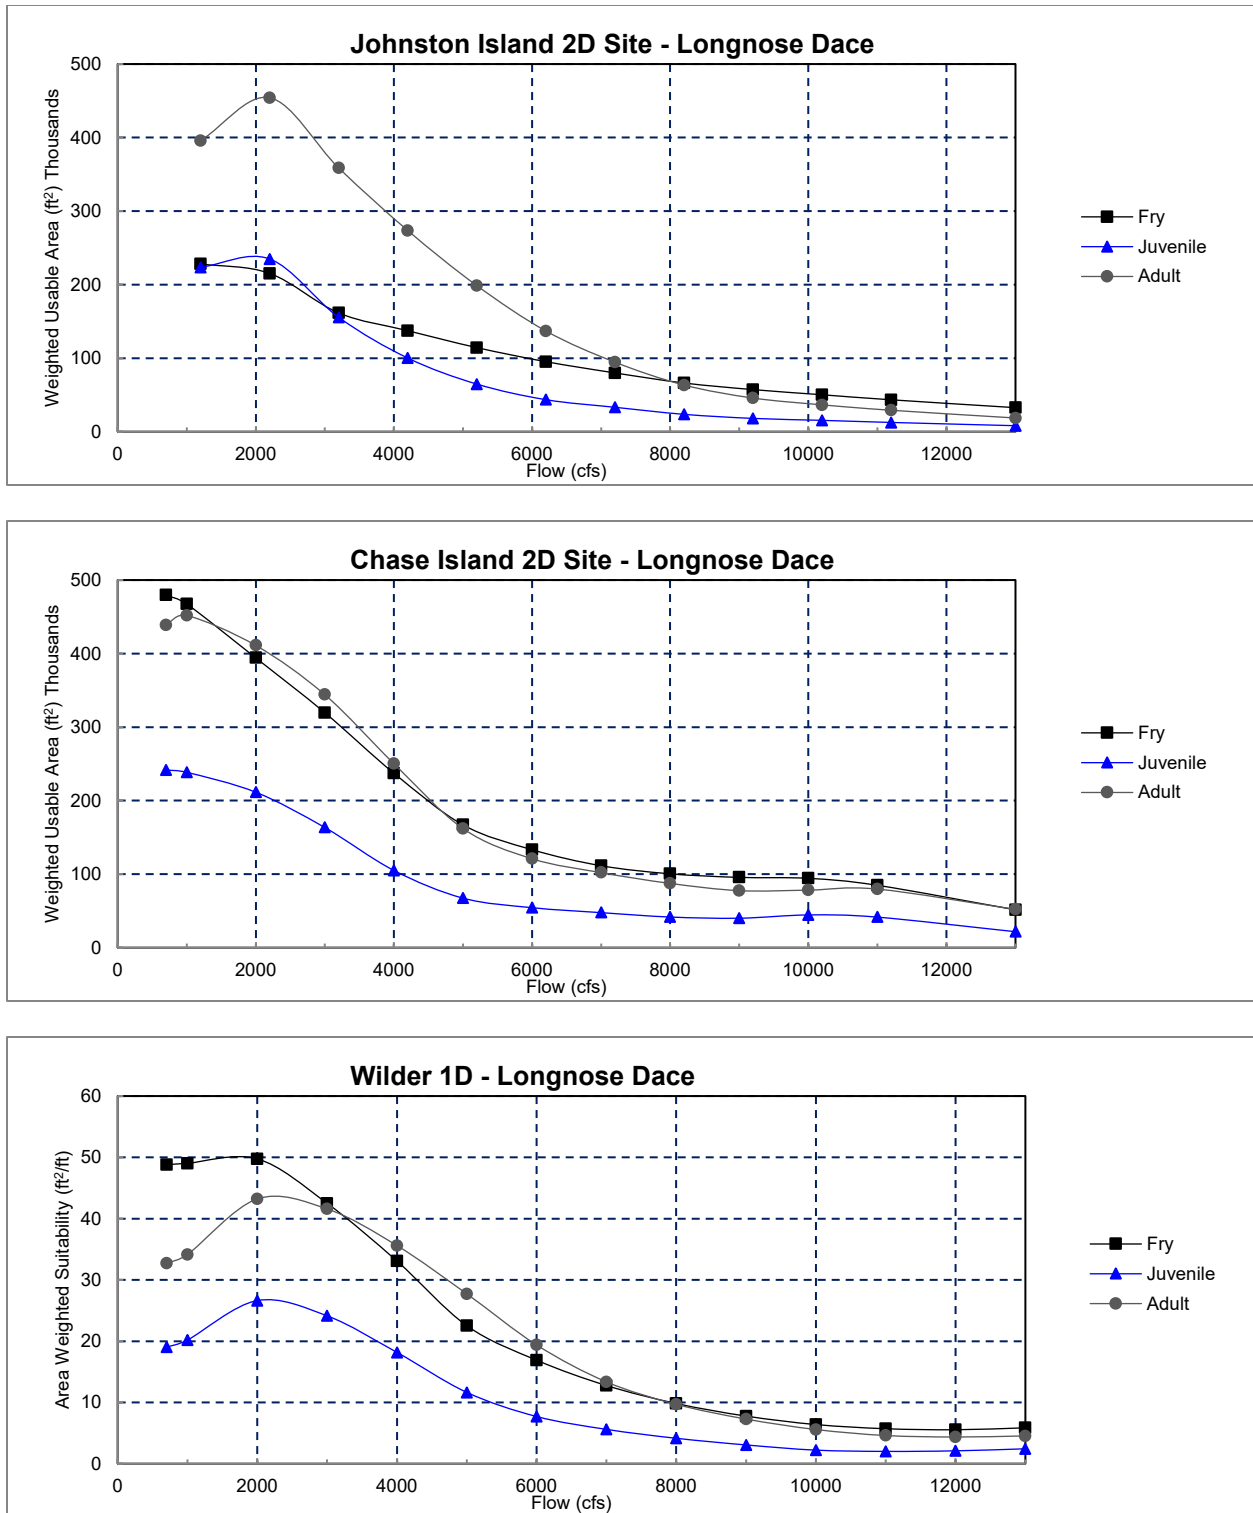 Johnston Island 2D Site - Longnose Dace
Weighted Usable Area (ft²) Thousands
500
400
300
200
100
0
0 2000 4000 6000 8000 10000 12000
Flow (cfs)
Fry
Juvenile
Adult
Chase Island 2D Site - Longnose Dace
Weighted Usable Area (ft²) Thousands
500
400
300
200
100
0
0 2000 4000 6000 8000 10000 12000
Flow (cfs)
Fry
Juvenile
Adult
Wilder 1D - Longnose Dace
Area Weighted Suitability (ft²/ft)
60
50
40
30
20
10
0
0 2000 4000 6000 8000 10000 12000
Flow (cfs)
Fry
Juvenile
Adult